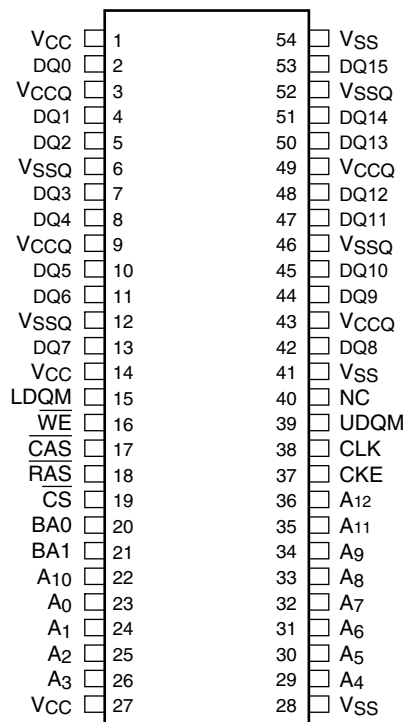 VCC 1 54 VSS
DQ0 2 53 DQ15
VCCQ 3 52 VSSQ
DQ1 4 51 DQ14
DQ2 5 50 DQ13
VSSQ 6 49 VCCQ
DQ3 7 48 DQ12
DQ4 8 47 DQ11
VCCQ 9 46 VSSQ
DQ5 10 45 DQ10
DQ6 11 44 DQ9
VSSQ 12 43 VCCQ
DQ7 13 42 DQ8
VCC 14 41 VSS
LDQM 15 40 NC
W̅E̅ 16 39 UDQM
C̅A̅S̅ 17 38 CLK
R̅A̅S̅ 18 37 CKE
C̅S̅ 19 36 A12
BA0 20 35 A11
BA1 21 34 A9
A10 22 33 A8
A0 23 32 A7
A1 24 31 A6
A2 25 30 A5
A3 26 29 A4
VCC 27 28 VSS